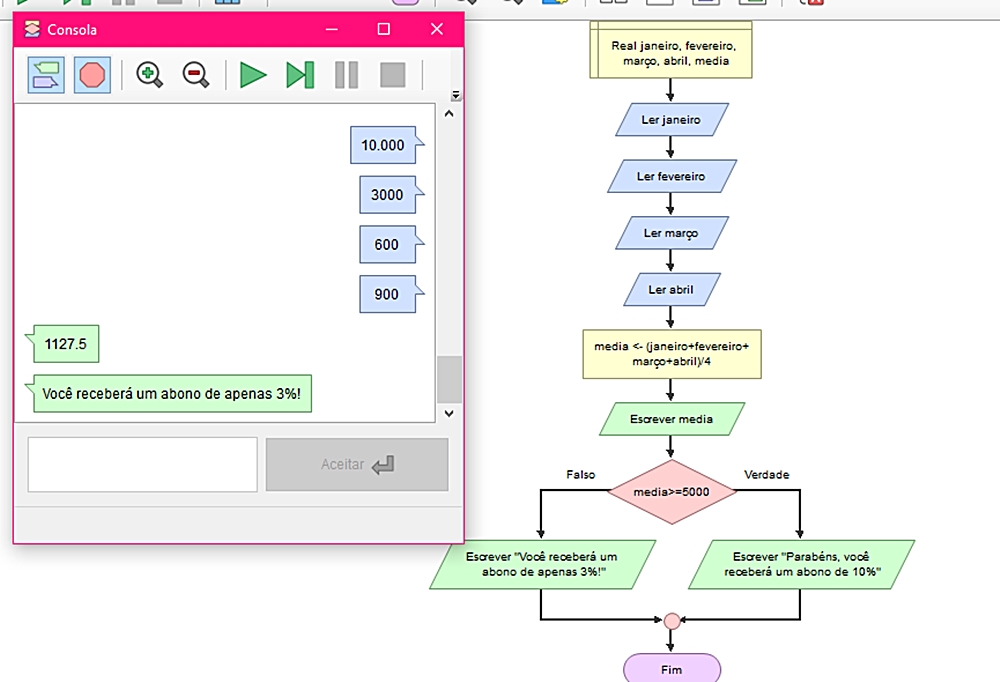 Consola
10.000
3000
600
900
1127.5
Você receberá um abono de apenas 3%!
Aceitar
Real janeiro, fevereiro,
março, abril, media
Ler janeiro
Ler fevereiro
Ler março
Ler abril
media <- (janeiro+fevereiro+
março+abril)/4
Escrever media
Falso
Verdade
media>=5000
Escrever "Você receberá um
abono de apenas 3%!"
Escrever "Parabéns, você
receberá um abono de 10%"
Fim